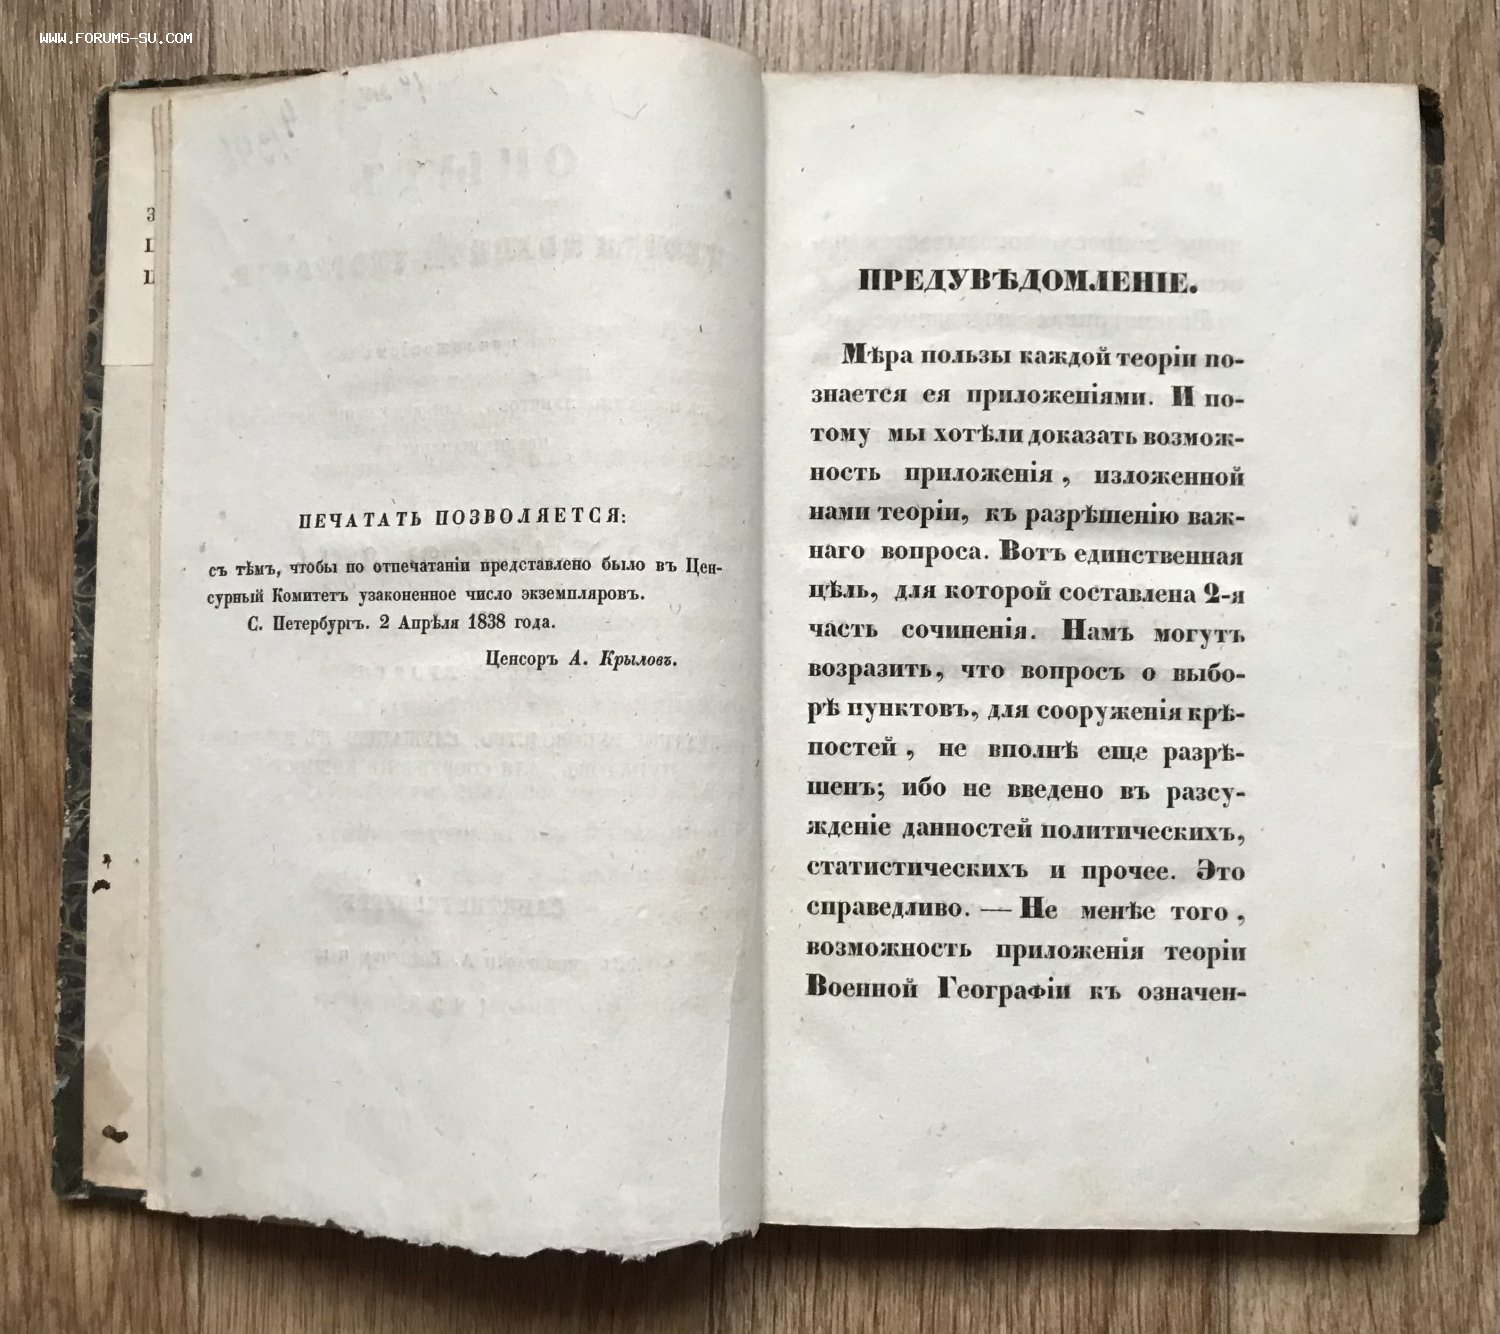 WWW.FORUMS-SU.COM
ПЕЧАТАТЬ ПОЗВОЛЯЕТСЯ:
съ тѣмъ, чтобы по отпечатаніи представлено было въ Цен-
сурный Комитетъ узаконенное число экземпляровъ.
С. Петербургъ. 2 Апрѣля 1838 года.
Ценсоръ А. Крыловъ.
ПРЕДУВѢДОМЛЕНІЕ.
Мѣра пользы каждой теоріи по-
знается ея приложеніями. И по-
тому мы хотѣли доказать возмож-
ность приложенія , изложенной
нами теоріи, къ разрѣшенію важ-
наго вопроса. Вотъ единственная
цѣль, для которой составлена 2-я
часть сочиненія. Намъ могутъ
возразить, что вопросъ о выбо-
рѣ пунктовъ, для сооруженія крѣ-
постей , не вполнѣ еще разрѣ-
шенъ; ибо не введено въ разсу-
жденіе данностей политическихъ,
статистическихъ и прочее. Это
справедливо. — Не менѣе того ,
возможность приложенія теоріи
Военной Географіи къ означен-